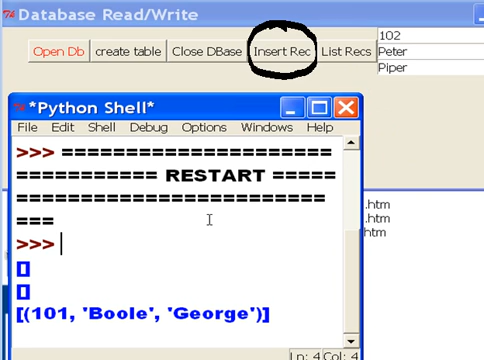 Database Read/Write
Open Db create table Close DBase Insert Rec List Recs
102
Peter
Piper
*Python Shell*
File Edit Shell Debug Options Windows Help
>>> ======================
=========== RESTART =====
=========================
===
>>>
[]
[]
[(101, 'Boole', 'George')]
.htm
.htm
htm
Ln: 4 Col: 4